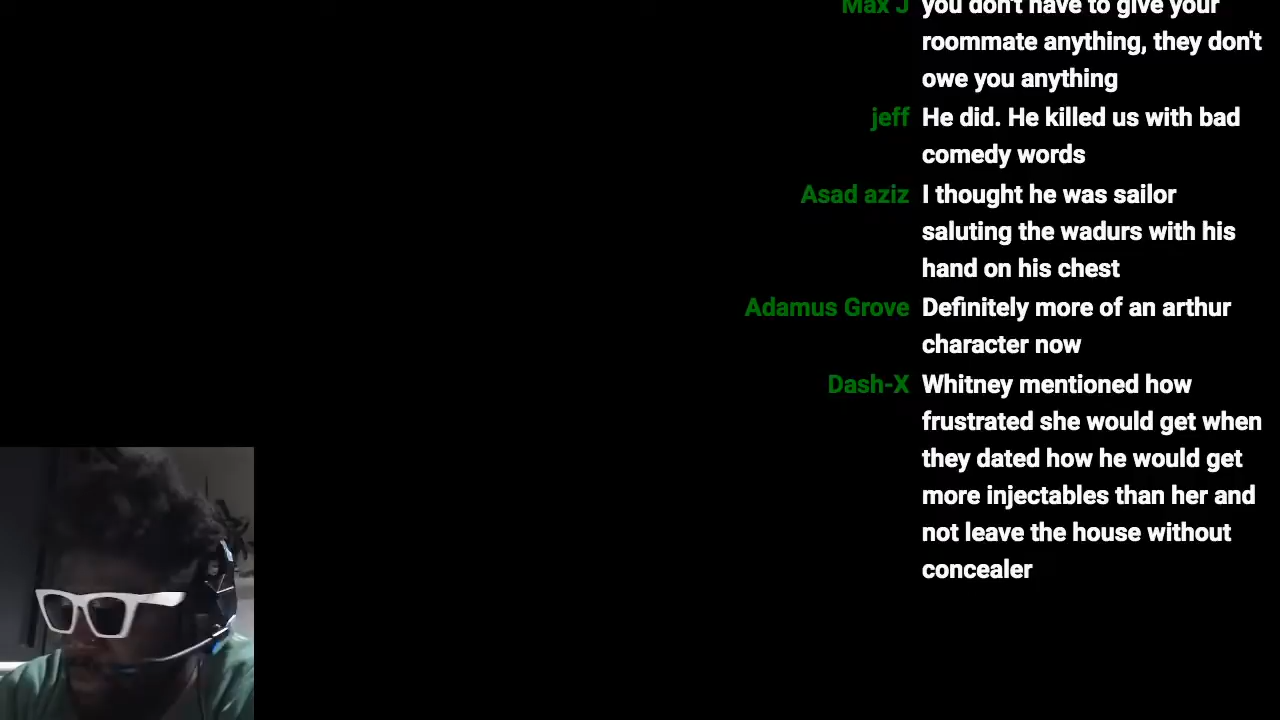 Max J you don't have to give your
roommate anything, they don't
owe you anything
jeff He did. He killed us with bad
comedy words
Asad aziz I thought he was sailor
saluting the wadurs with his
hand on his chest
Adamus Grove Definitely more of an arthur
character now
Dash-X Whitney mentioned how
frustrated she would get when
they dated how he would get
more injectables than her and
not leave the house without
concealer